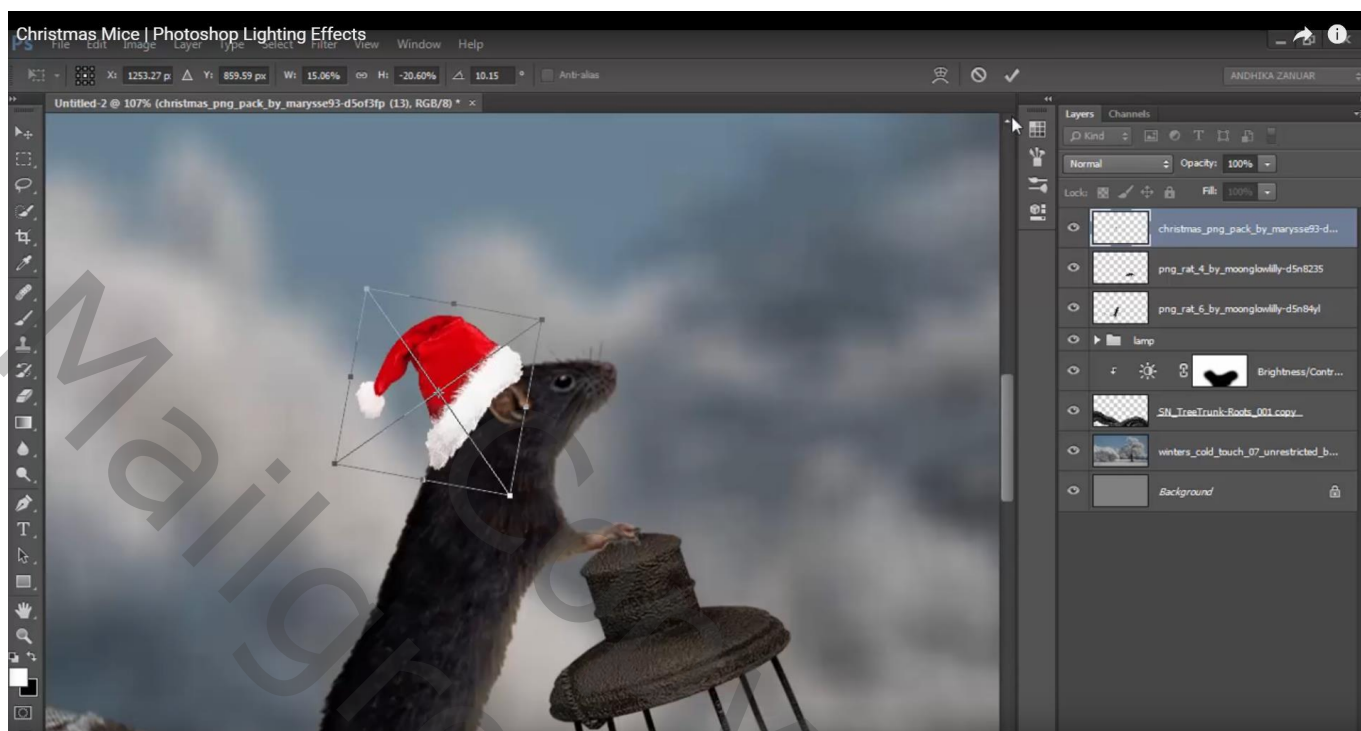 Christmas Mice | Photoshop Lighting Effects
Ps File Edit Image Layer Type Select Filter View Window Help
X: 1253.27 p Y: 859.59 px W: 15.06% H: -20.60% 10.15 ° Anti-alias ANDHIKA ZANUAR
Untitled-2 @ 107% (christmas_png_pack_by_marysse93-d5of3fp (13), RGB/8) * ×
Layers Channels
Kind
Normal Opacity: 100%
Lock: Fill: 100%
christmas_png_pack_by_marysse93-d...
png_rat_4_by_moonglowlilly-d5n8235
png_rat_6_by_moonglowlilly-d5n84yl
lamp
Brightness/Contr...
SN_TreeTrunk-Roots_001 copy
winters_cold_touch_07_unrestricted_b...
Background